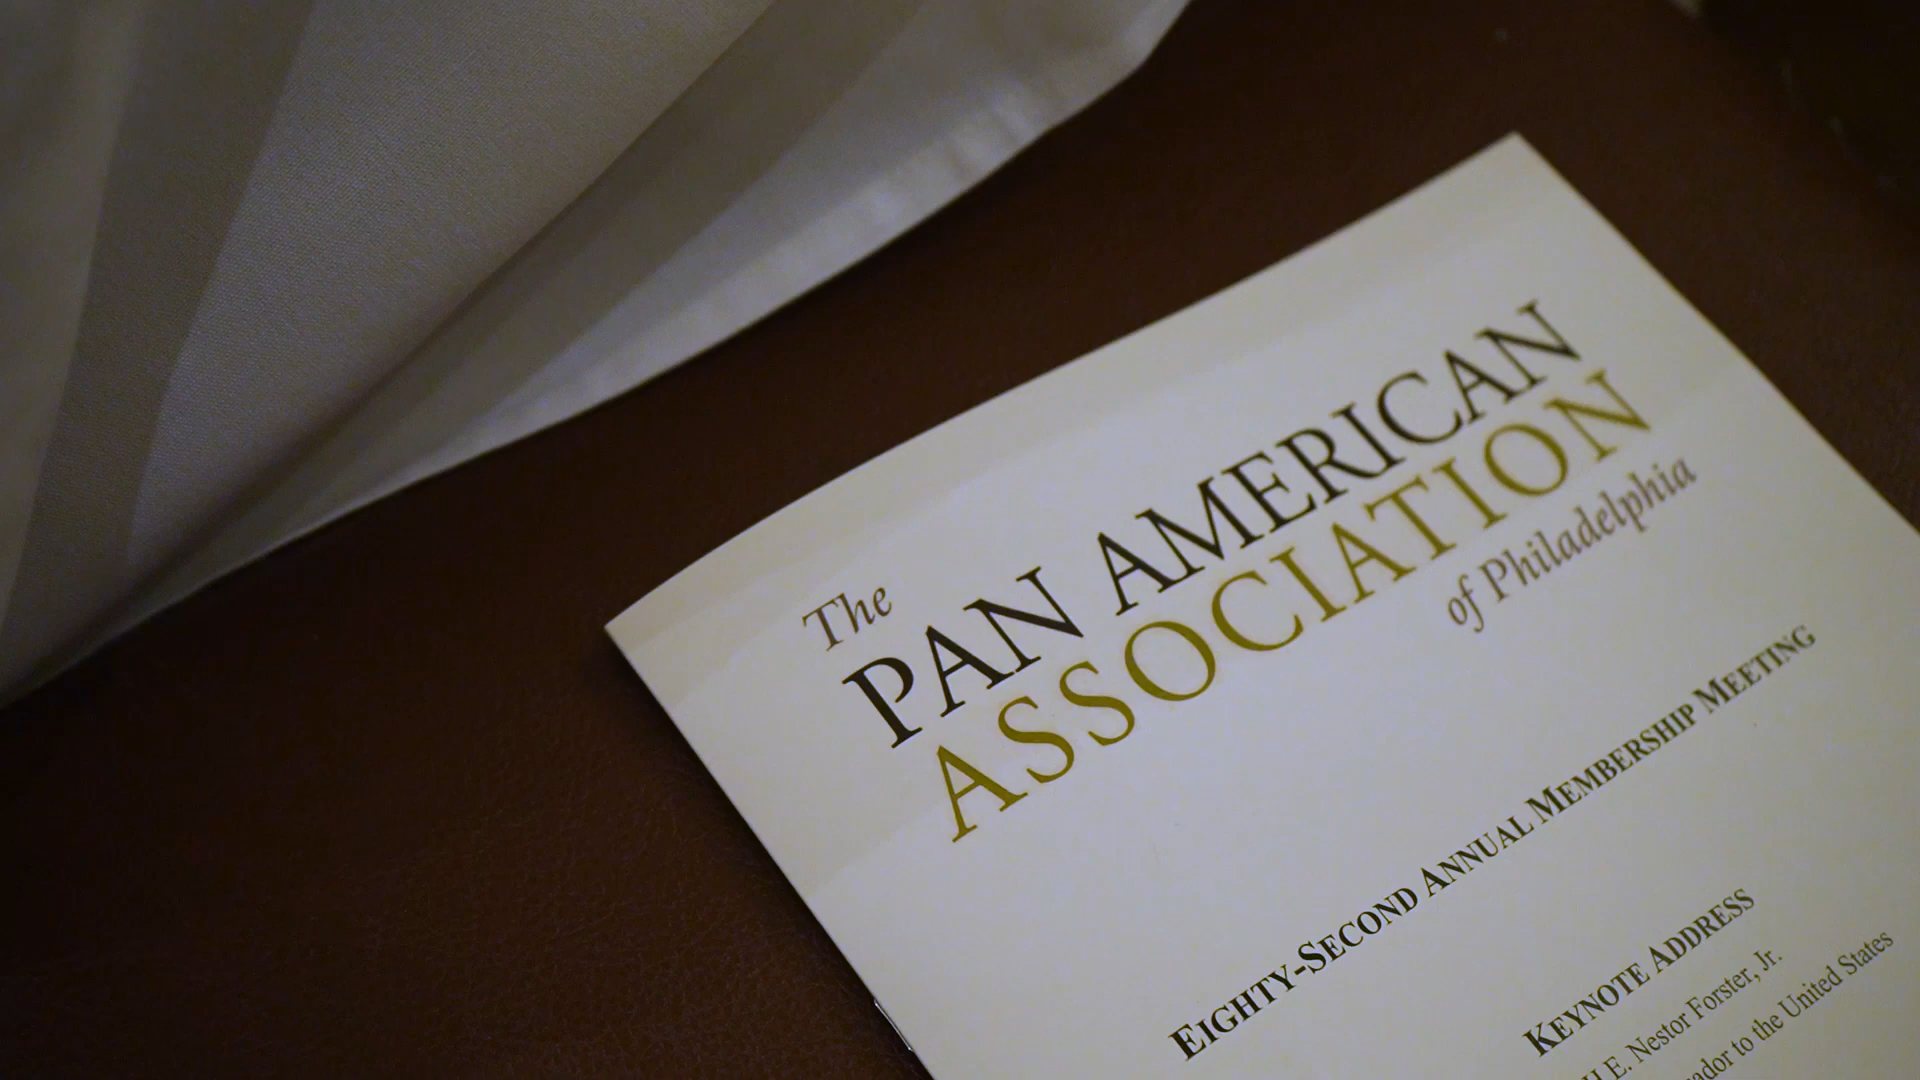 The
PAN AMERICAN
ASSOCIATION
of Philadelphia
EIGHTY-SECOND ANNUAL MEMBERSHIP MEETING
KEYNOTE ADDRESS
H.E. Nestor Forster, Jr.
to the United States